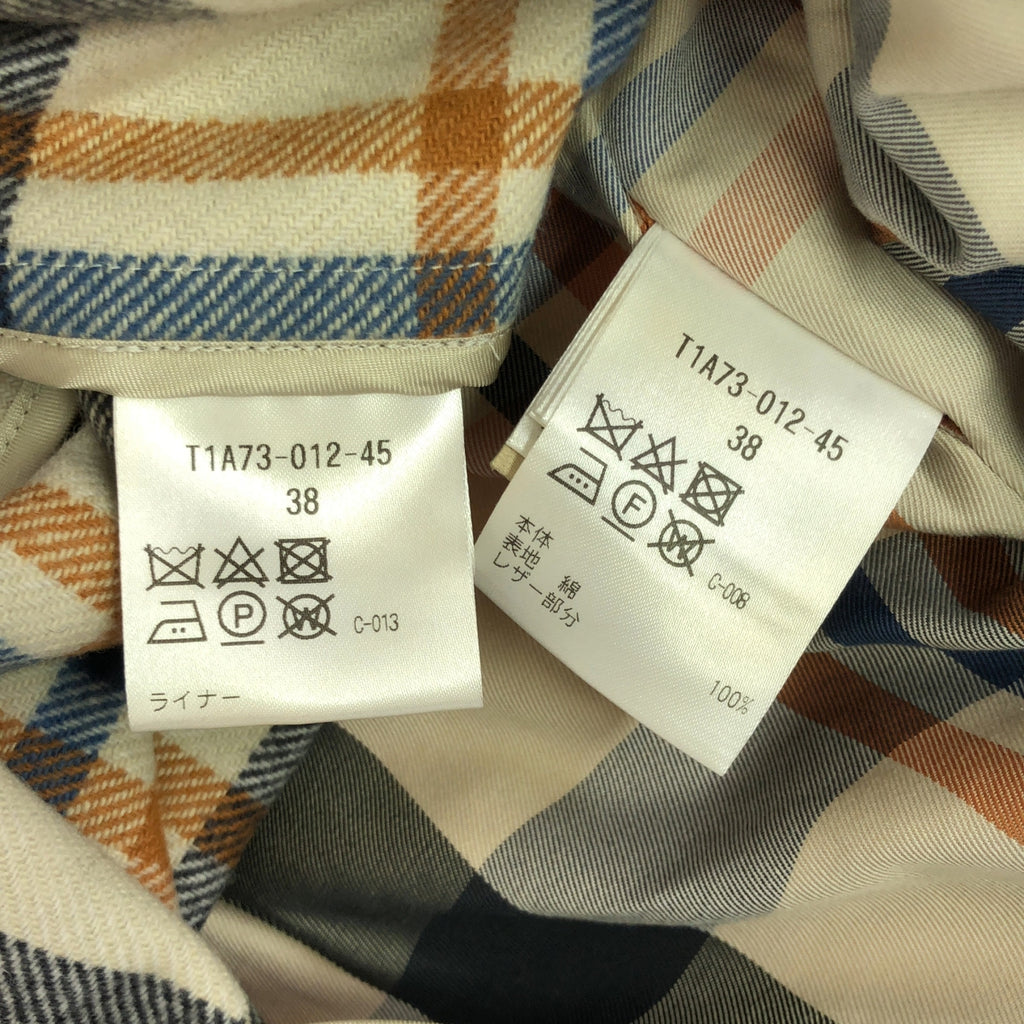 T1A73-012-45
38
P W C-013
ライナー
T1A73-012-45
38
F W C-008
本体
表地 綿
レザー部分
100%